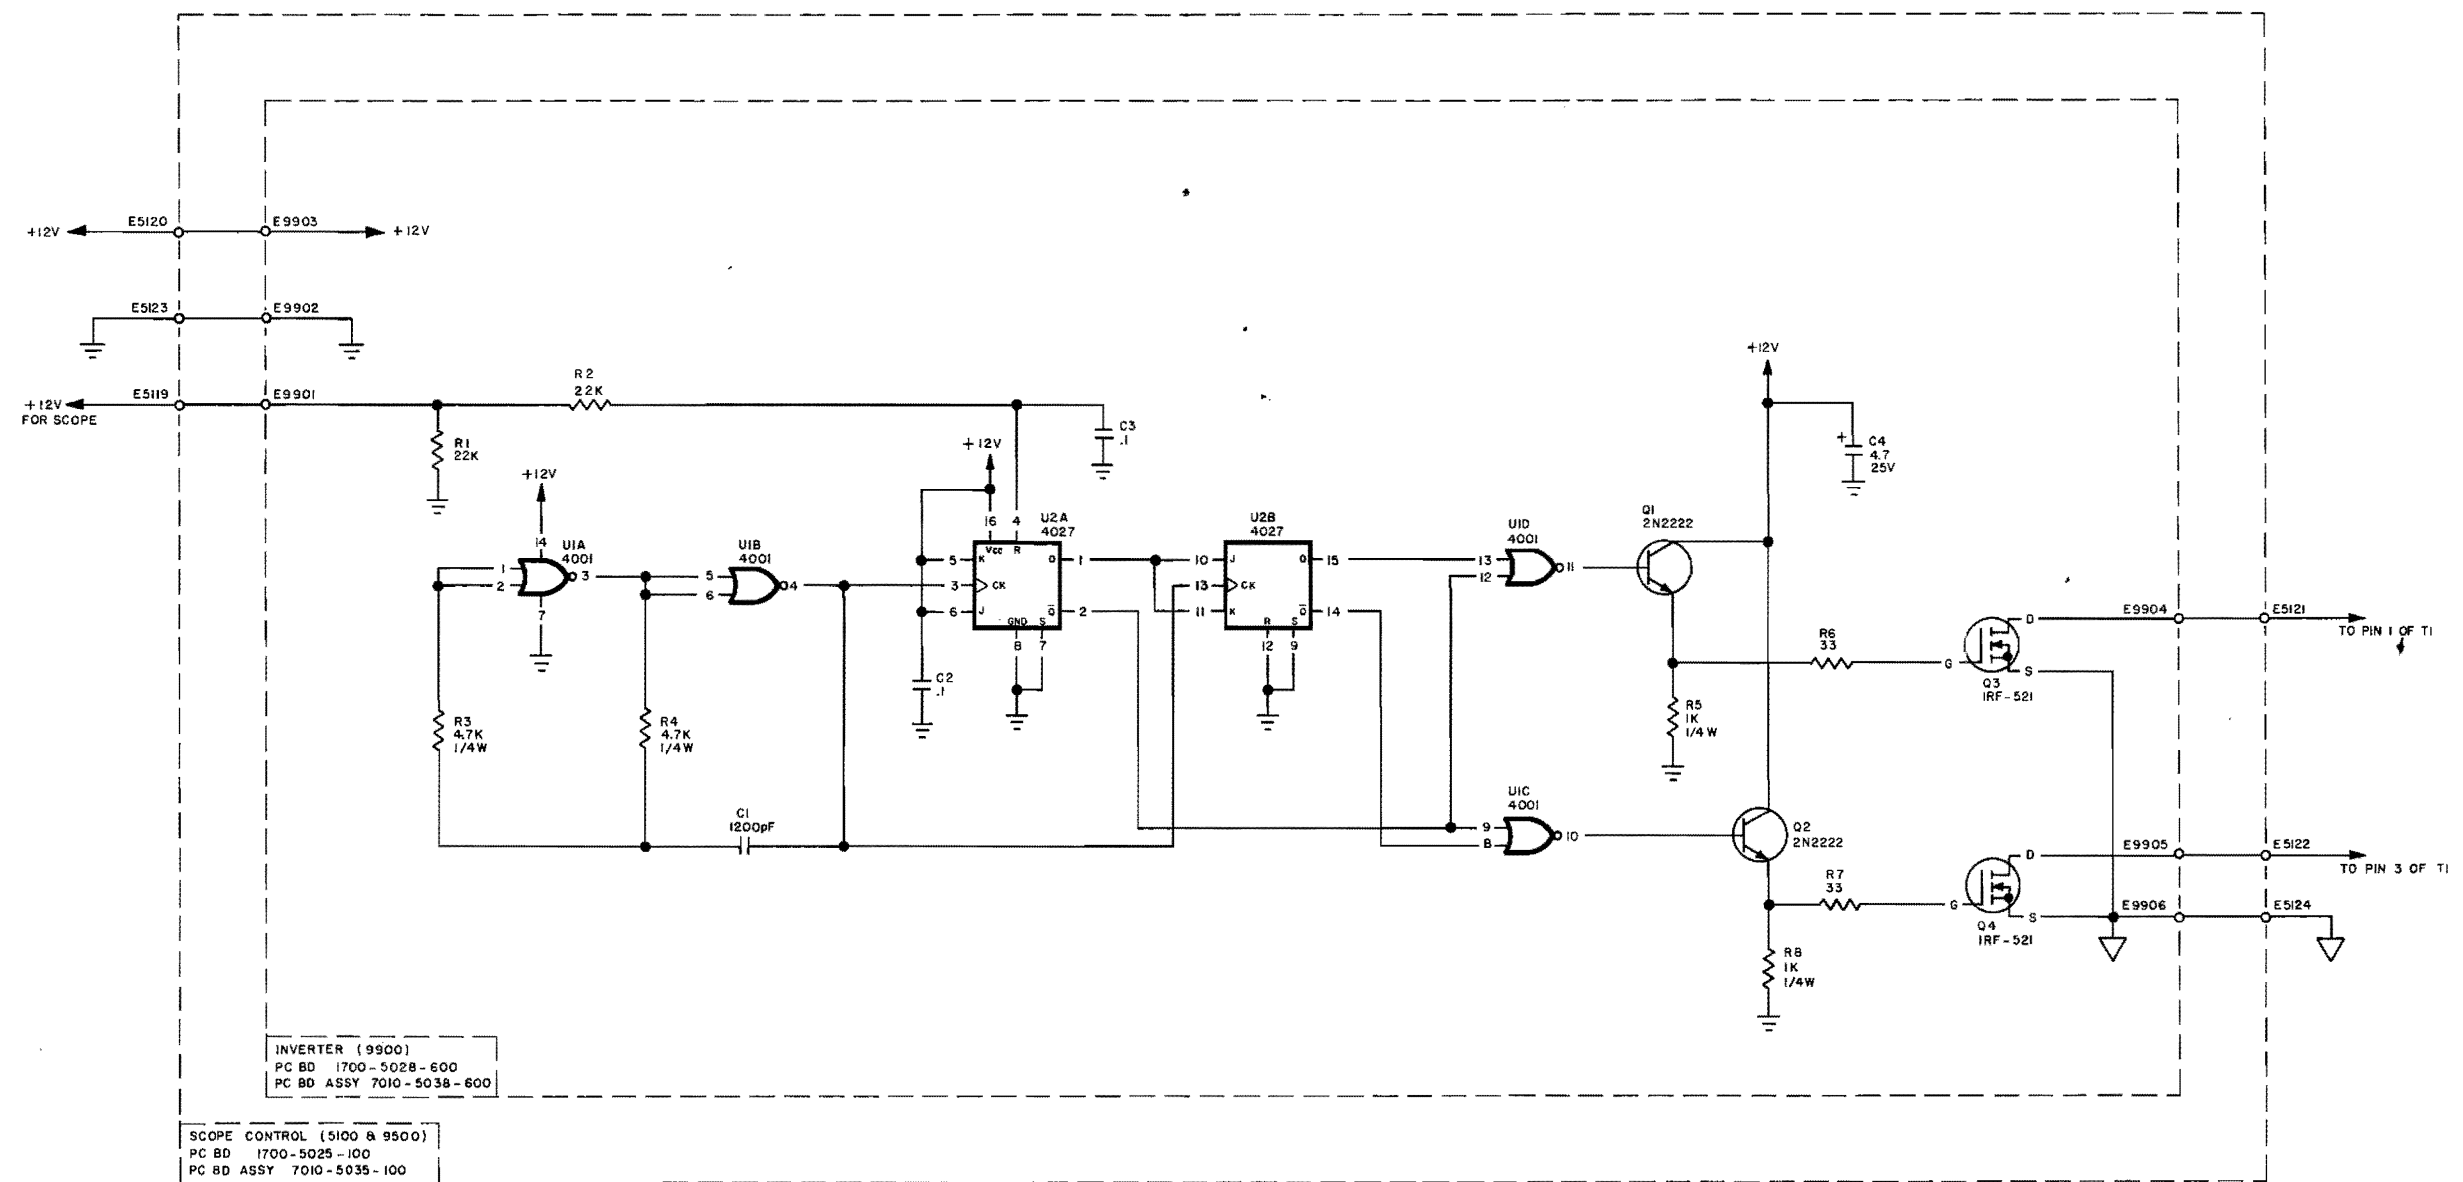 E5120
E9903
+12V
+12V
E5123
E9902
E5119
E9901
+12V
FOR SCOPE
R2
22K
R1
22K
C3
.1
+12V
+12V
14
U1A
4001
1
2
3
7
U1B
4001
5
6
4
16
4
U2A
4027
Vcc
R
5
K
Q
1
3
CK
6
J
Q̅
2
GND
S
8
7
C2
.1
U2B
4027
10
J
Q
15
13
CK
11
K
Q̅
14
R
S
12
9
R3
4.7K
1/4W
R4
4.7K
1/4W
C1
1200pF
U1D
4001
13
12
11
U1C
4001
9
8
10
+12V
+
C4
4.7
25V
Q1
2N2222
R5
1K
1/4W
R6
33
G
D
S
Q3
IRF-521
E9904
E5121
TO PIN 1 OF T1
Q2
2N2222
R7
33
R8
1K
1/4W
G
D
S
Q4
IRF-521
E9905
E5122
TO PIN 3 OF T1
E9906
E5124
INVERTER (9900)
PC BD 1700-5028-600
PC BD ASSY 7010-5038-600
SCOPE CONTROL (5100 & 9500)
PC BD 1700-5025-100
PC BD ASSY 7010-5035-100